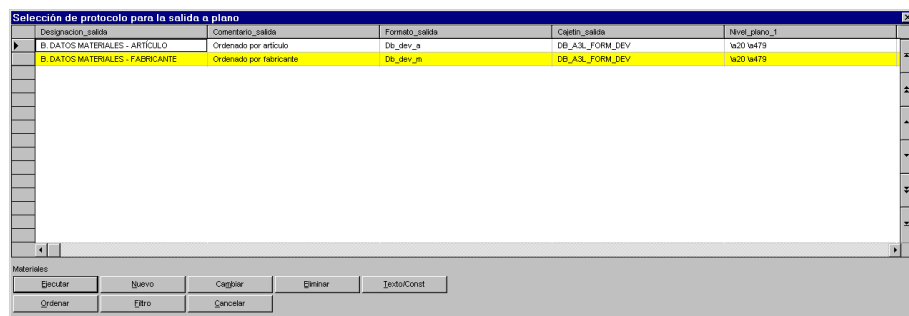 Selección de protocolo para la salida a plano
Designacion_salida Comentario_salida Formato_salida Cajetin_salida Nivel_plano_1
B. DATOS MATERIALES - ARTÍCULO Ordenado por artículo Db_dev_a DB_A3L_FORM_DEV \a20 \a479
B. DATOS MATERIALES - FABRICANTE Ordenado por fabricante Db_dev_m DB_A3L_FORM_DEV \a20 \a479
Materiales
Ejecutar Nuevo Cambiar Eliminar Texto/Const
Ordenar Filtro Cancelar